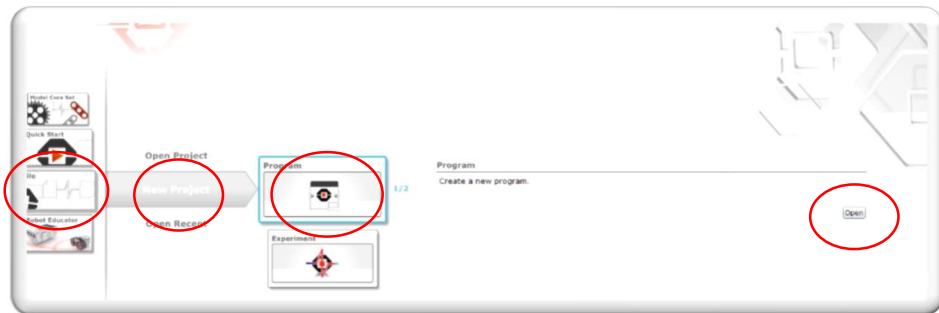 Model Core Set
Quick Start
ile
Robot Educator
Open Project
New Project
Open Recent
Program
1/2
Experiment
Program
Create a new program.
Open